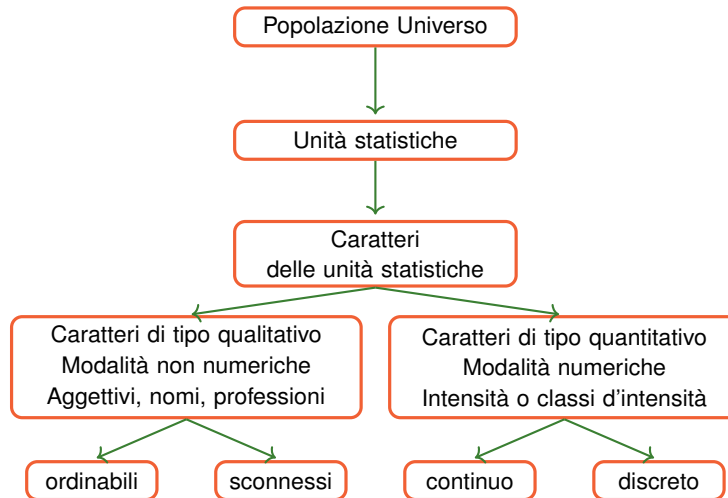 Popolazione Universo
Unità statistiche
Caratteri
delle unità statistiche
Caratteri di tipo qualitativo
Modalità non numeriche
Aggettivi, nomi, professioni
Caratteri di tipo quantitativo
Modalità numeriche
Intensità o classi d'intensità
ordinabili
sconnessi
continuo
discreto